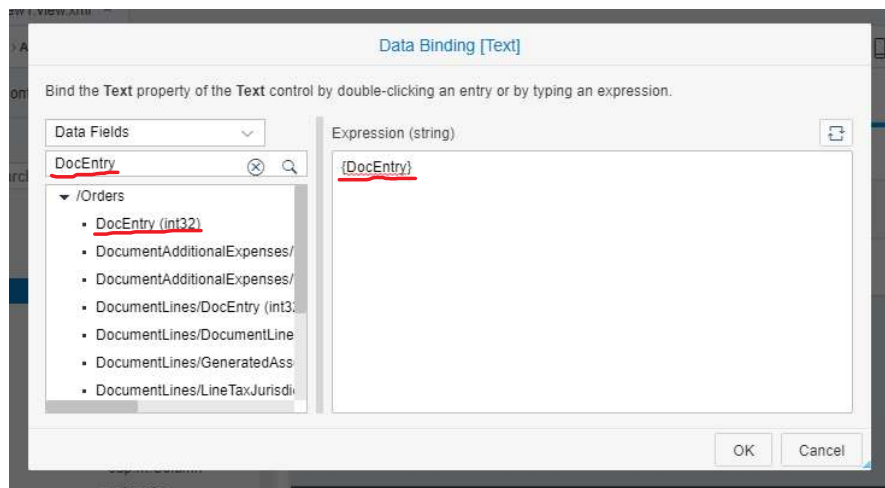 Data Binding [Text]
Bind the Text property of the Text control by double-clicking an entry or by typing an expression.
Data Fields
Expression (string)
DocEntry
{DocEntry}
/Orders
DocEntry (int32)
DocumentAdditionalExpenses/
DocumentAdditionalExpenses/
DocumentLines/DocEntry (int3
DocumentLines/DocumentLine
DocumentLines/GeneratedAss
DocumentLines/LineTaxJurisdi
OK Cancel